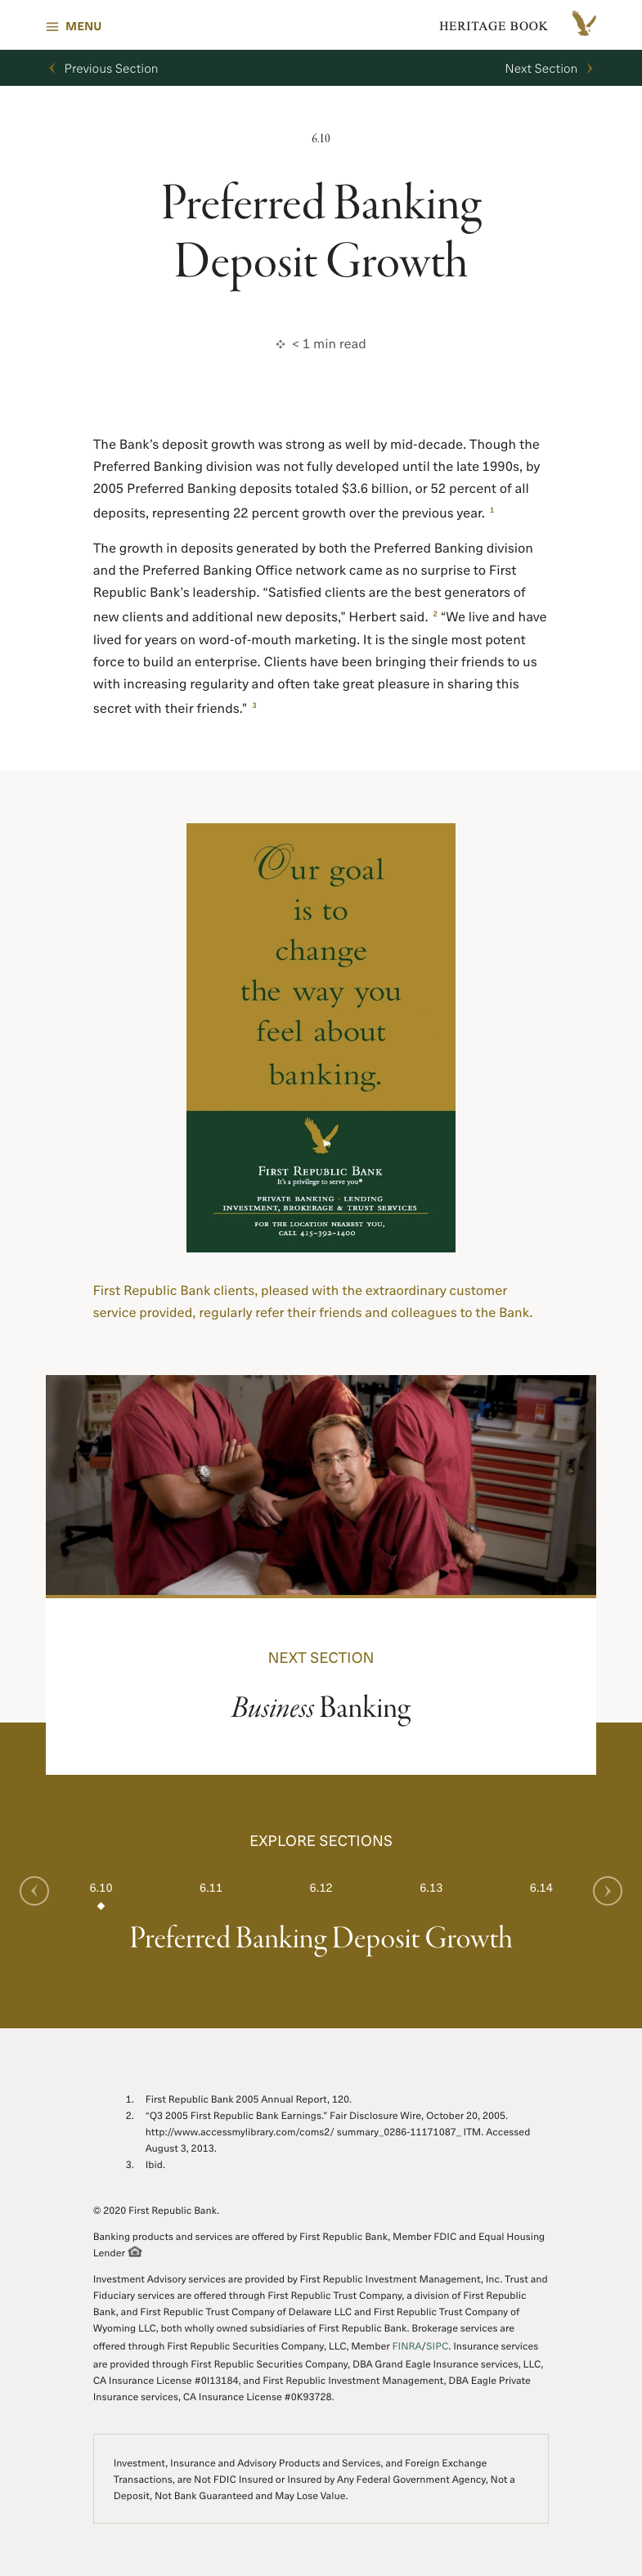 MENU
HERITAGE BOOK
Previous Section
Next Section
6.10
Preferred Banking
Deposit Growth
< 1 min read
The Bank’s deposit growth was strong as well by mid-decade. Though the
Preferred Banking division was not fully developed until the late 1990s, by
2005 Preferred Banking deposits totaled $3.6 billion, or 52 percent of all
deposits, representing 22 percent growth over the previous year. 1
The growth in deposits generated by both the Preferred Banking division
and the Preferred Banking Office network came as no surprise to First
Republic Bank’s leadership. “Satisfied clients are the best generators of
new clients and additional new deposits,” Herbert said. 2 “We live and have
lived for years on word-of-mouth marketing. It is the single most potent
force to build an enterprise. Clients have been bringing their friends to us
with increasing regularity and often take great pleasure in sharing this
secret with their friends.” 3
Our goal
is to
change
the way you
feel about
banking.
FIRST REPUBLIC BANK
It's a privilege to serve you®
PRIVATE BANKING · LENDING
INVESTMENT, BROKERAGE & TRUST SERVICES
FOR THE LOCATION NEAREST YOU,
CALL 415-392-1400
First Republic Bank clients, pleased with the extraordinary customer
service provided, regularly refer their friends and colleagues to the Bank.
NEXT SECTION
Business Banking
EXPLORE SECTIONS
6.10 6.11 6.12 6.13 6.14
Preferred Banking Deposit Growth
1. First Republic Bank 2005 Annual Report, 120.
2. “Q3 2005 First Republic Bank Earnings.” Fair Disclosure Wire, October 20, 2005.
http://www.accessmylibrary.com/coms2/ summary_0286-11171087_ ITM. Accessed
August 3, 2013.
3. Ibid.
© 2020 First Republic Bank.
Banking products and services are offered by First Republic Bank, Member FDIC and Equal Housing
Lender
Investment Advisory services are provided by First Republic Investment Management, Inc. Trust and
Fiduciary services are offered through First Republic Trust Company, a division of First Republic
Bank, and First Republic Trust Company of Delaware LLC and First Republic Trust Company of
Wyoming LLC, both wholly owned subsidiaries of First Republic Bank. Brokerage services are
offered through First Republic Securities Company, LLC, Member FINRA/SIPC. Insurance services
are provided through First Republic Securities Company, DBA Grand Eagle Insurance services, LLC,
CA Insurance License #0I13184, and First Republic Investment Management, DBA Eagle Private
Insurance services, CA Insurance License #0K93728.
Investment, Insurance and Advisory Products and Services, and Foreign Exchange
Transactions, are Not FDIC Insured or Insured by Any Federal Government Agency, Not a
Deposit, Not Bank Guaranteed and May Lose Value.